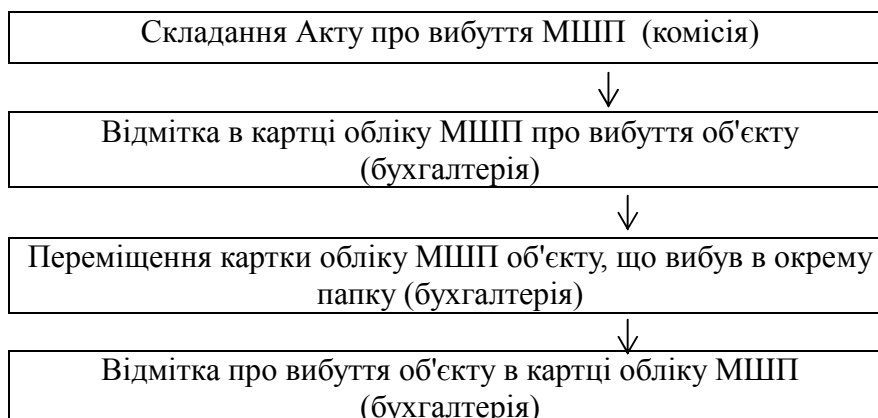 Складання Акту про вибуття МШП (комісія)
Відмітка в картці обліку МШП про вибуття об'єкту
(бухгалтерія)
Переміщення картки обліку МШП об'єкту, що вибув в окрему
папку (бухгалтерія)
Відмітка про вибуття об'єкту в картці обліку МШП
(бухгалтерія)